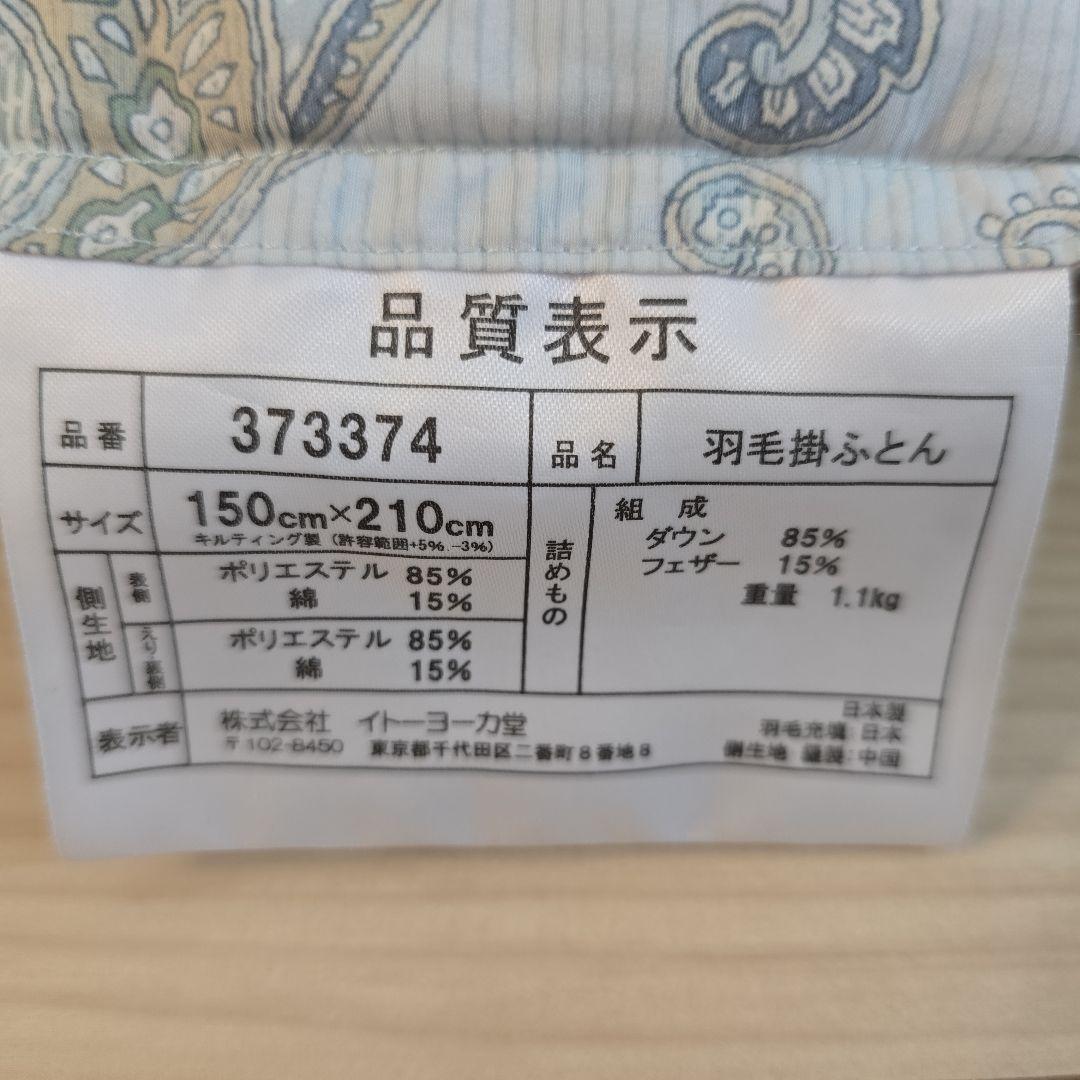 品質表示
品番 373374 品名 羽毛掛ふとん
サイズ 150cm×210cm
キルティング製（許容範囲+5% -3%）
側生地
表側 ポリエステル 85%
綿 15%
えり・裏側 ポリエステル 85%
綿 15%
詰めもの
組成
ダウン 85%
フェザー 15%
重量 1.1kg
表示者 株式会社 イトーヨーカ堂
〒102-8450 東京都千代田区二番町8番地8
日本製
羽毛充填:日本
側生地 縫製:中国